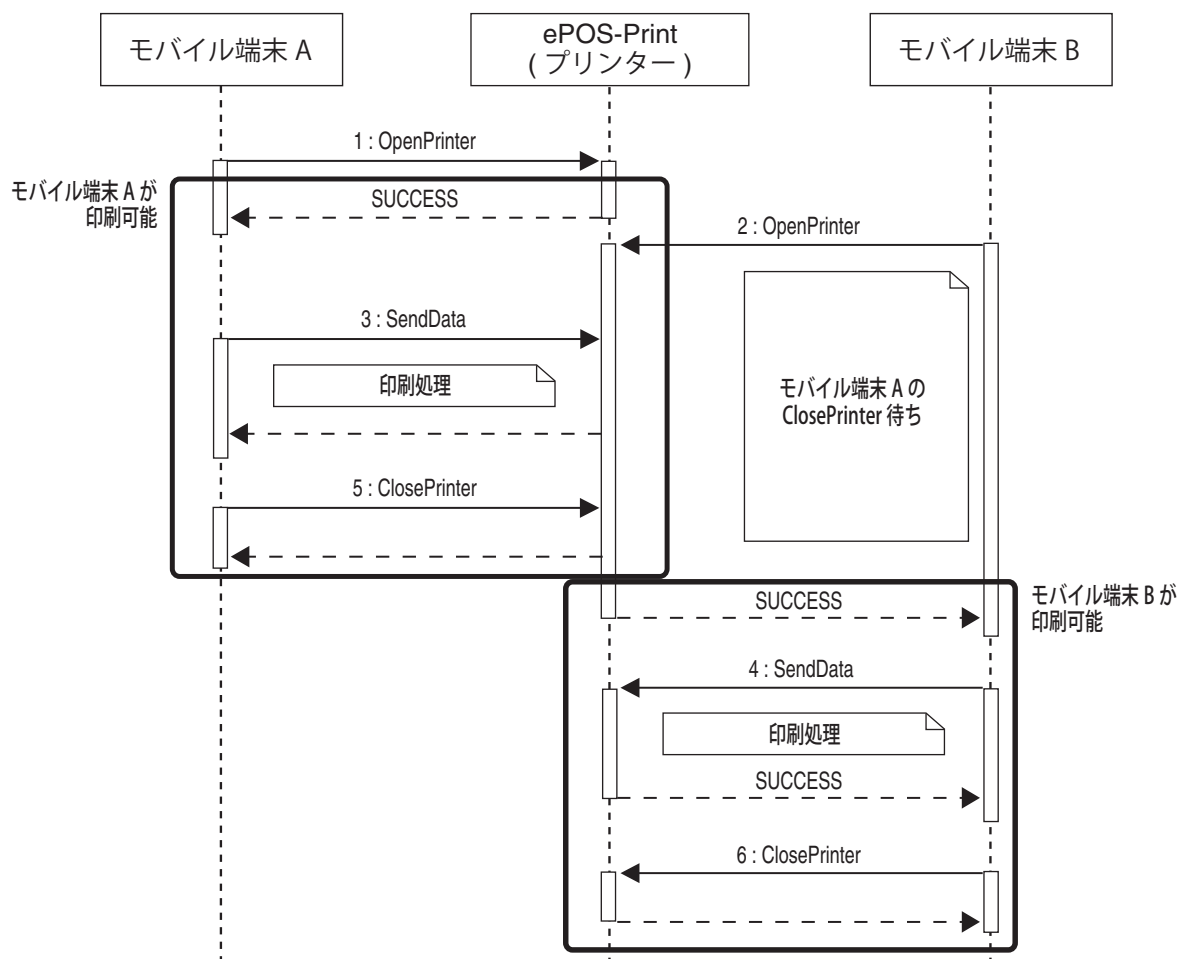 モバイル端末 A
ePOS-Print
( プリンター )
モバイル端末 B
1 : OpenPrinter
モバイル端末 A が
印刷可能
SUCCESS
2 : OpenPrinter
3 : SendData
印刷処理
モバイル端末 A の
ClosePrinter 待ち
5 : ClosePrinter
SUCCESS
モバイル端末 B が
印刷可能
4 : SendData
印刷処理
SUCCESS
6 : ClosePrinter